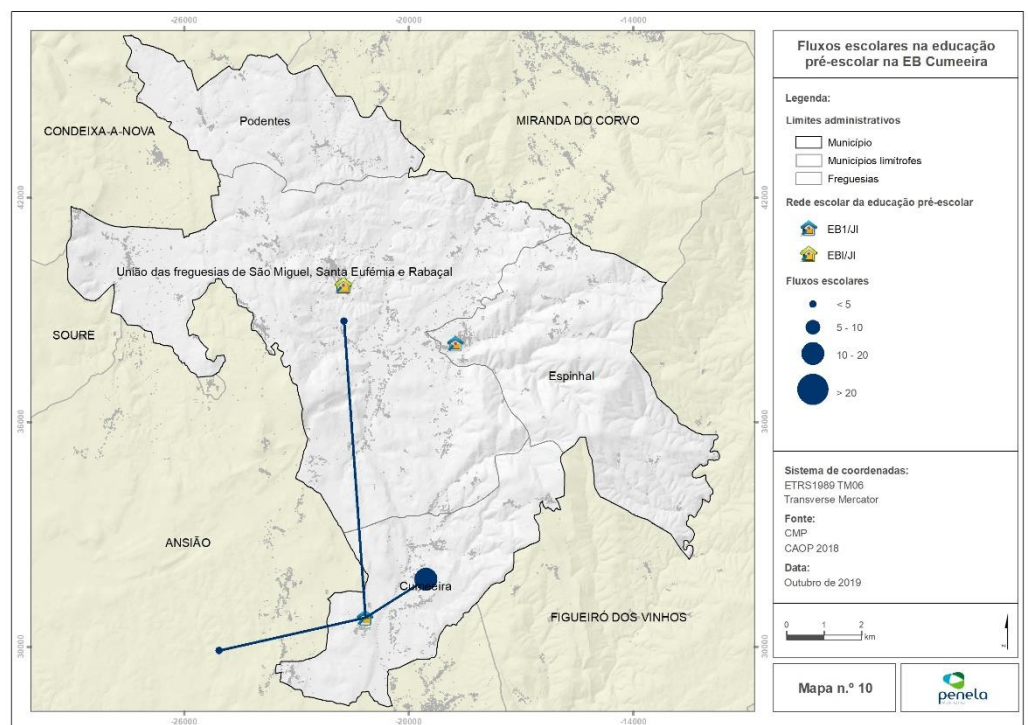 -26000
-20000
-14000
CONDEIXA-A-NOVA
Podentes
MIRANDA DO CORVO
42000
42000
União das freguesias de São Miguel, Santa Eufémia e Rabaçal
SOURE
Espinhal
36000
36000
ANSIÃO
Cumeeira
FIGUEIRÓ DOS VINHOS
30000
30000
-26000
-20000
-14000
Fluxos escolares na educação
pré-escolar na EB Cumeeira
Legenda:
Limites administrativos
Município
Municípios limítrofes
Freguesias
Rede escolar da educação pré-escolar
EB1/JI
EBI/JI
Fluxos escolares
< 5
5 - 10
10 - 20
> 20
Sistema de coordenadas:
ETRS1989 TM06
Transverse Mercator
Fonte:
CMP
CAOP 2018
Data:
Outubro de 2019
0 1 2
km
Mapa n.º 10
penela